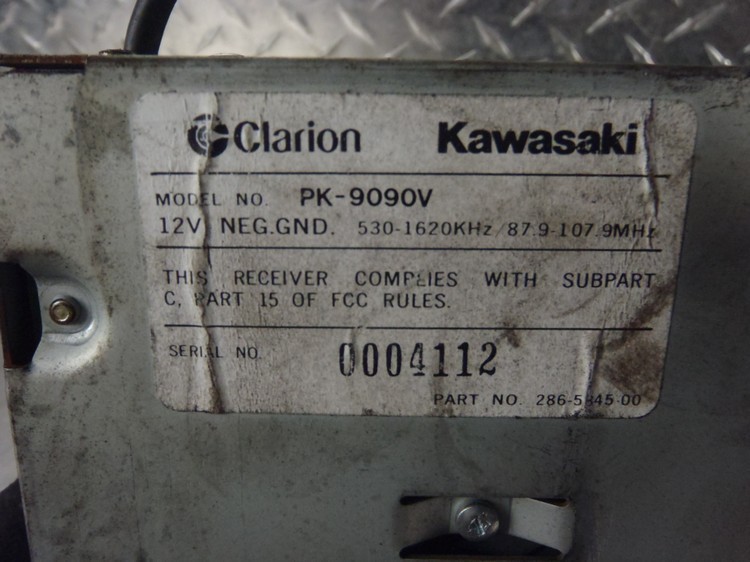 Clarion Kawasaki
MODEL NO. PK-9090V
12V NEG.GND. 530-1620KHz/87.9-107.9MHz
THIS RECEIVER COMPLIES WITH SUBPART
C, PART 15 OF FCC RULES.
SERIAL NO. 0004112
PART NO. 286-5845-00